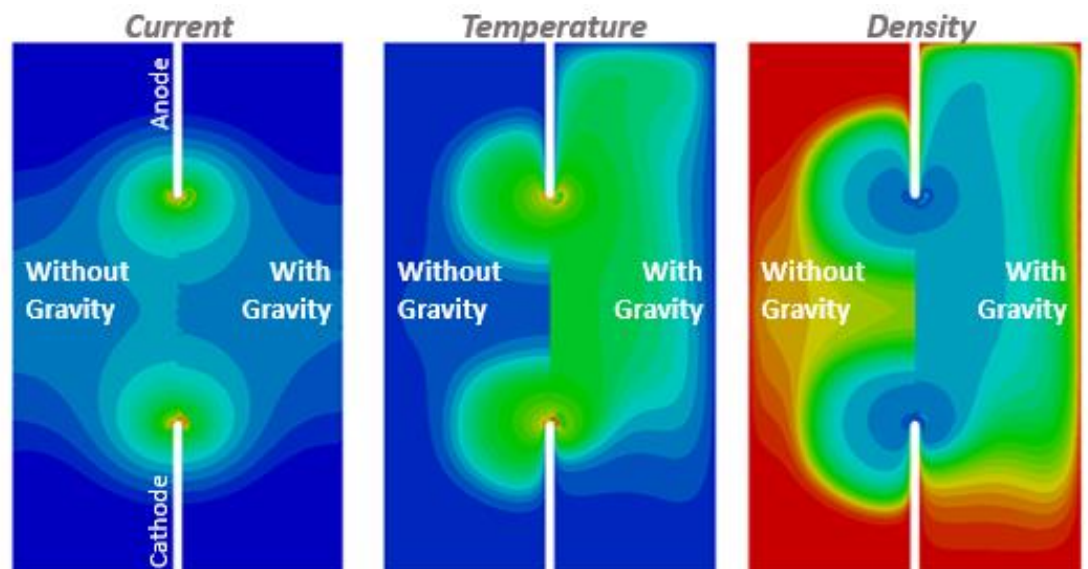 Current
Temperature
Density
Anode
Without
Gravity
With
Gravity
Without
Gravity
With
Gravity
Without
Gravity
With
Gravity
Cathode